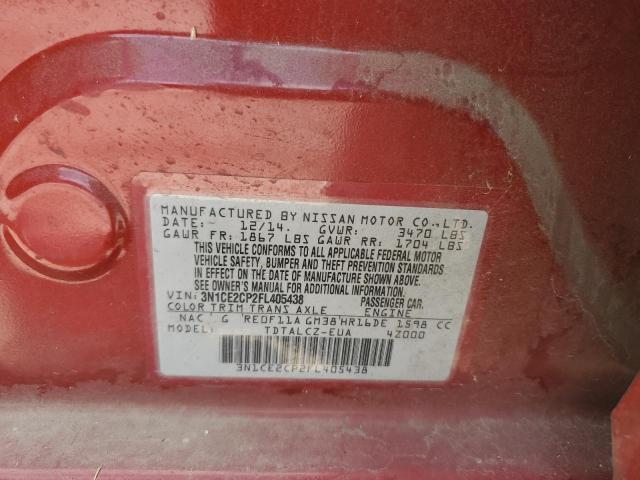 MANUFACTURED BY NISSAN MOTOR CO., LTD.
DATE: 12/14. GVWR: 3470 LBS
GAWR FR: 1867 LBS GAWR RR: 1704 LBS
THIS VEHICLE CONFORMS TO ALL APPLICABLE FEDERAL MOTOR
VEHICLE SAFETY, BUMPER AND THEFT PREVENTION STANDARDS
IN EFFECT ON THE DATE OF MANUFACTURE SHOWN ABOVE.
SEE OWNER'S MANUAL FOR ADDITIONAL INFORMATION.
VIN: 3N1CE2CP2FL405438 PASSENGER CAR.
COLOR TRIM TRANS AXLE ENGINE
NAC G RE0F11A GM38 HR16DE 1598 CC
TDTALCZ-EUA 4Z000
3N1CE2CP2FL405438